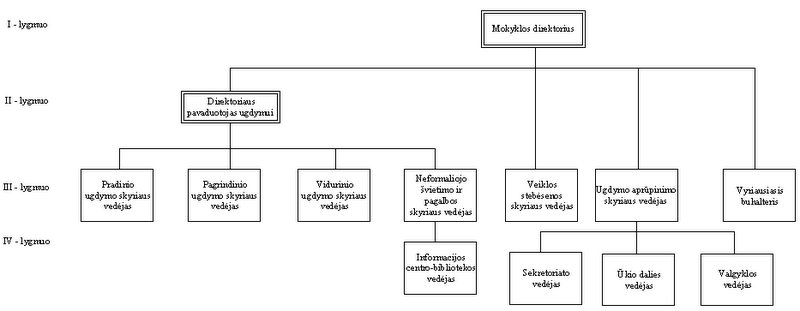 I - lygmuo
Mokyklos direktorius
II - lygmuo
Direktoriaus
pavaduotojas ugdymui
III - lygmuo
Pradinio
ugdymo skyriaus
vedėjas
Pagrindinio
ugdymo skyriaus
vedėjas
Vidurinio
ugdymo skyriaus
vedėjas
Neformaliojo
švietimo ir
pagalbos
skyriaus vedėjas
Veiklos
stebėsenos
skyriaus vedėjas
Ugdymo aprūpinimo
skyriaus vedėjas
Vyriausiasis
buhalteris
IV - lygmuo
Informacijos
centro-bibliotekos
vedėjas
Sekretoriato
vedėjas
Ūkio dalies
vedėjas
Valgyklos
vedėjas